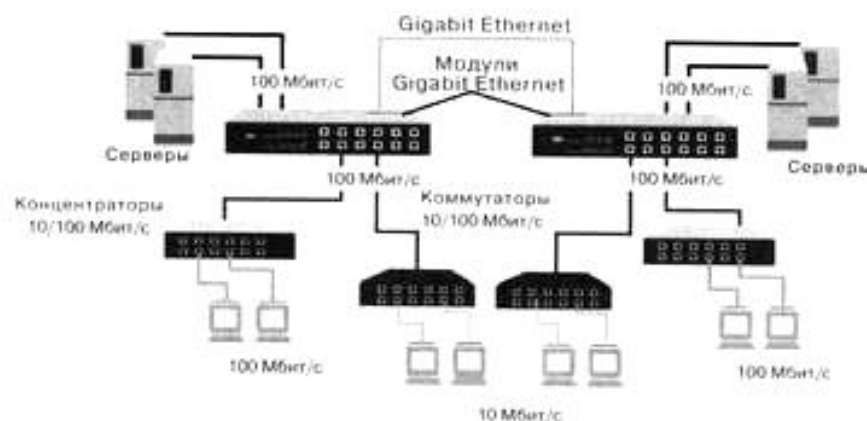 Gigabit Ethernet
Модули
Gigabit Ethernet
100 Мбит/с
100 Мбит/с
Серверы
Серверы
100 Мбит/с
100 Мбит/с
Концентраторы
10/100 Мбит/с
Коммутаторы
10/100 Мбит/с
100 Мбит/с
100 Мбит/с
10 Мбит/с